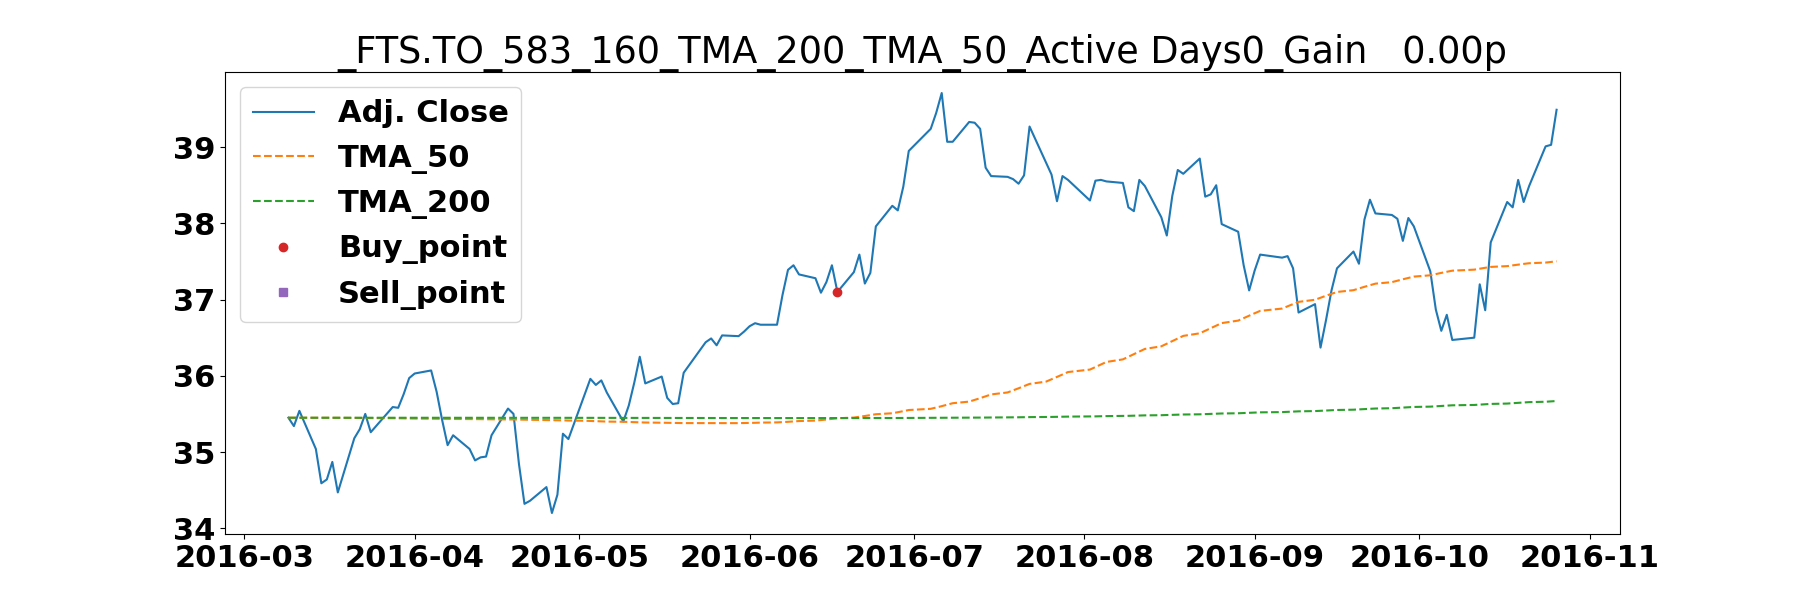 _FTS.TO_583_160_TMA_200_TMA_50_Active Days0_Gain   0.00p
Adj. Close
TMA_50
TMA_200
Buy_point
Sell_point
39
38
37
36
35
34
2016-03 2016-04 2016-05 2016-06 2016-07 2016-08 2016-09 2016-10 2016-11